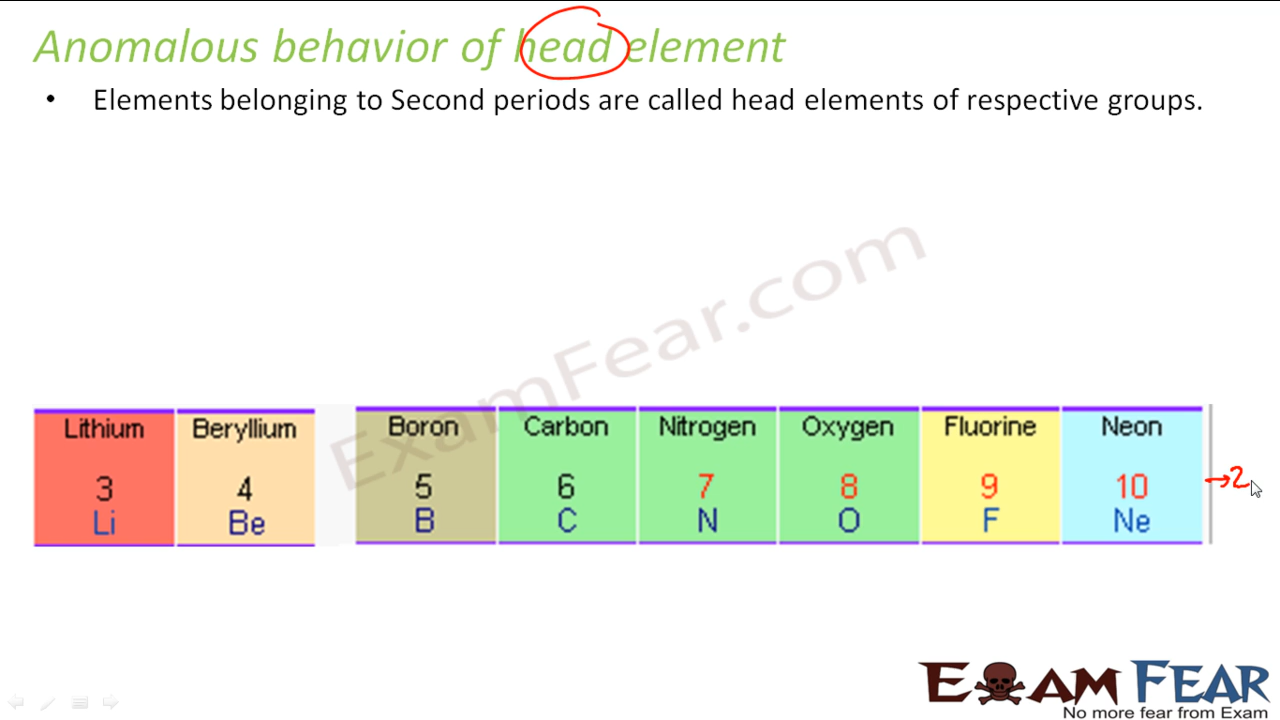 Anomalous behavior of head element
• Elements belonging to Second periods are called head elements of respective groups.
ExamFear.com
Lithium Beryllium Boron Carbon Nitrogen Oxygen Fluorine Neon
3 4 5 6 7 8 9 10
Li Be B C N O F Ne
→2
EXAM FEAR
No more fear from Exam